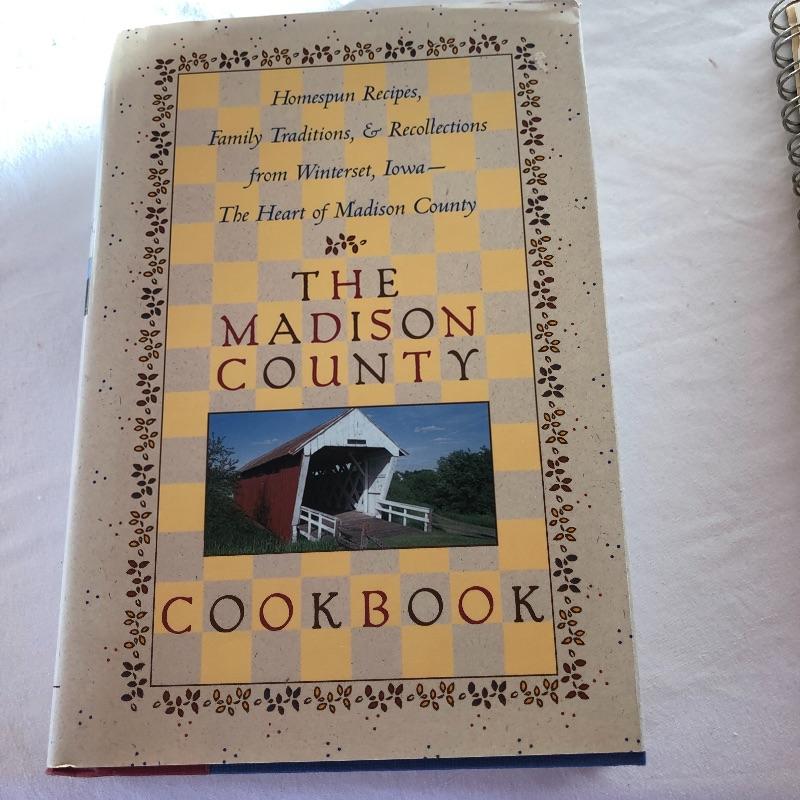 Homespun Recipes,
Family Traditions, & Recollections
from Winterset, Iowa—
The Heart of Madison County
THE
MADISON
COUNTY
COOKBOOK